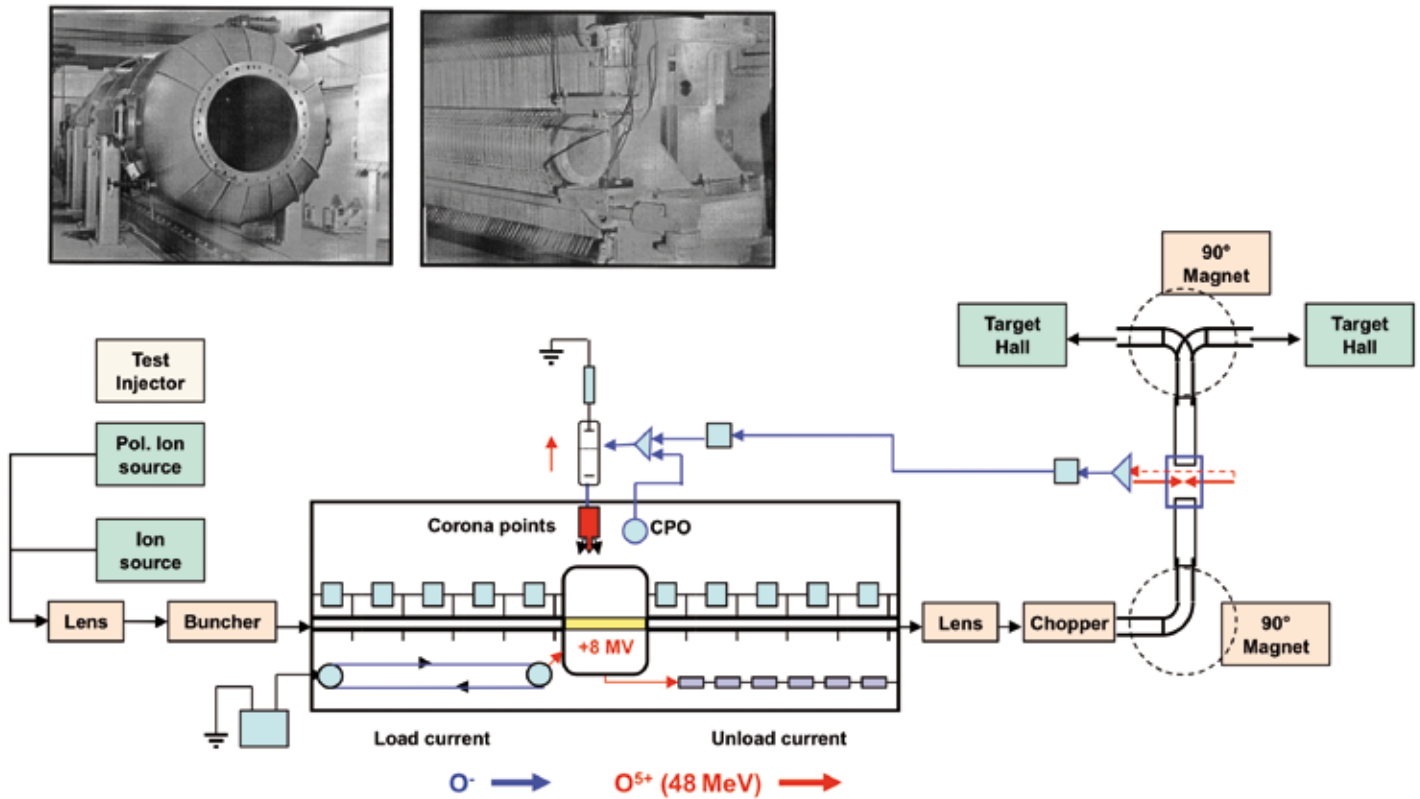 90°
Magnet
Target
Hall
Target
Hall
Test
Injector
Pol. Ion
source
Ion
source
Corona points
CPO
Lens
Buncher
+8 MV
Lens
Chopper
90°
Magnet
Load current
Unload current
O⁻
O⁵⁺ (48 MeV)